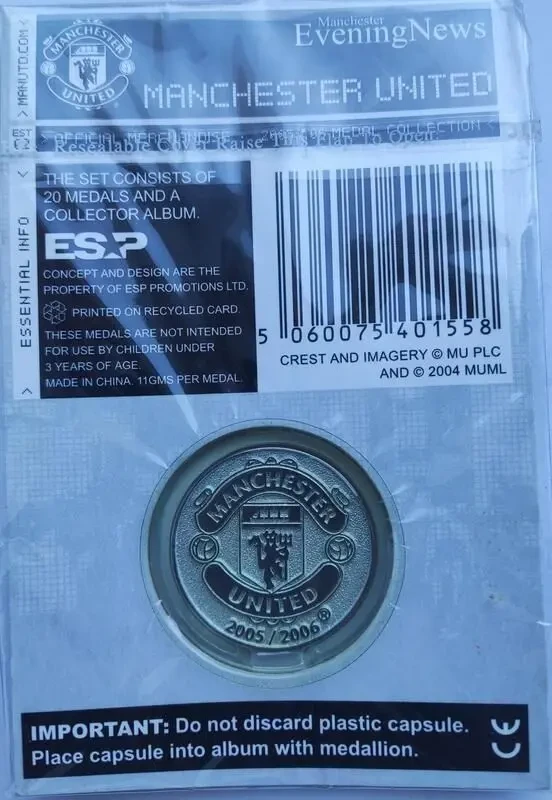 Manchester
EveningNews
MANCHESTER
UNITED
MANCHESTER UNITED
> MANUTD.COM <
EST
OFFICIAL MERCHANDISE 2005/06 MEDAL COLLECTION <
Resealable Cover Raise This Flap To Open.
ESSENTIAL INFO
THE SET CONSISTS OF
20 MEDALS AND A
COLLECTOR ALBUM.
ESP
CONCEPT AND DESIGN ARE THE
PROPERTY OF ESP PROMOTIONS LTD.
PRINTED ON RECYCLED CARD.
THESE MEDALS ARE NOT INTENDED
FOR USE BY CHILDREN UNDER
3 YEARS OF AGE.
MADE IN CHINA. 11GMS PER MEDAL.
5 060075 401558
CREST AND IMAGERY © MU PLC
AND © 2004 MUML
MANCHESTER
UNITED
2005 / 2006®
IMPORTANT: Do not discard plastic capsule.
Place capsule into album with medallion.
CE